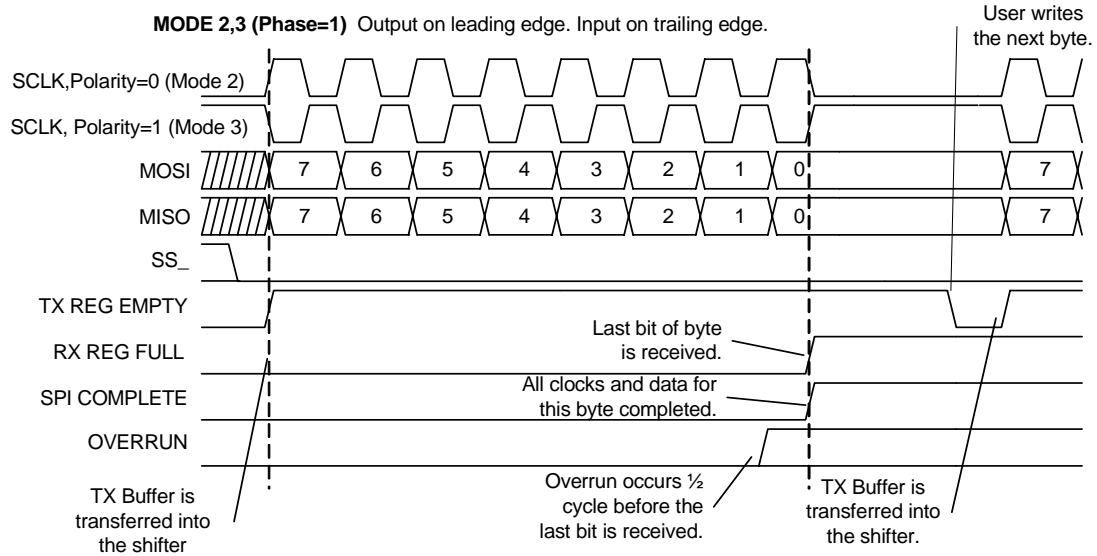 MODE 2,3 (Phase=1) Output on leading edge. Input on trailing edge.
User writes
the next byte.
SCLK,Polarity=0 (Mode 2)
SCLK, Polarity=1 (Mode 3)
MOSI
7 6 5 4 3 2 1 0 7
MISO
7 6 5 4 3 2 1 0 7
SS_
TX REG EMPTY
Last bit of byte
is received.
RX REG FULL
All clocks and data for
this byte completed.
SPI COMPLETE
OVERRUN
TX Buffer is
transferred into
the shifter
Overrun occurs ½
cycle before the
last bit is received.
TX Buffer is
transferred into
the shifter.